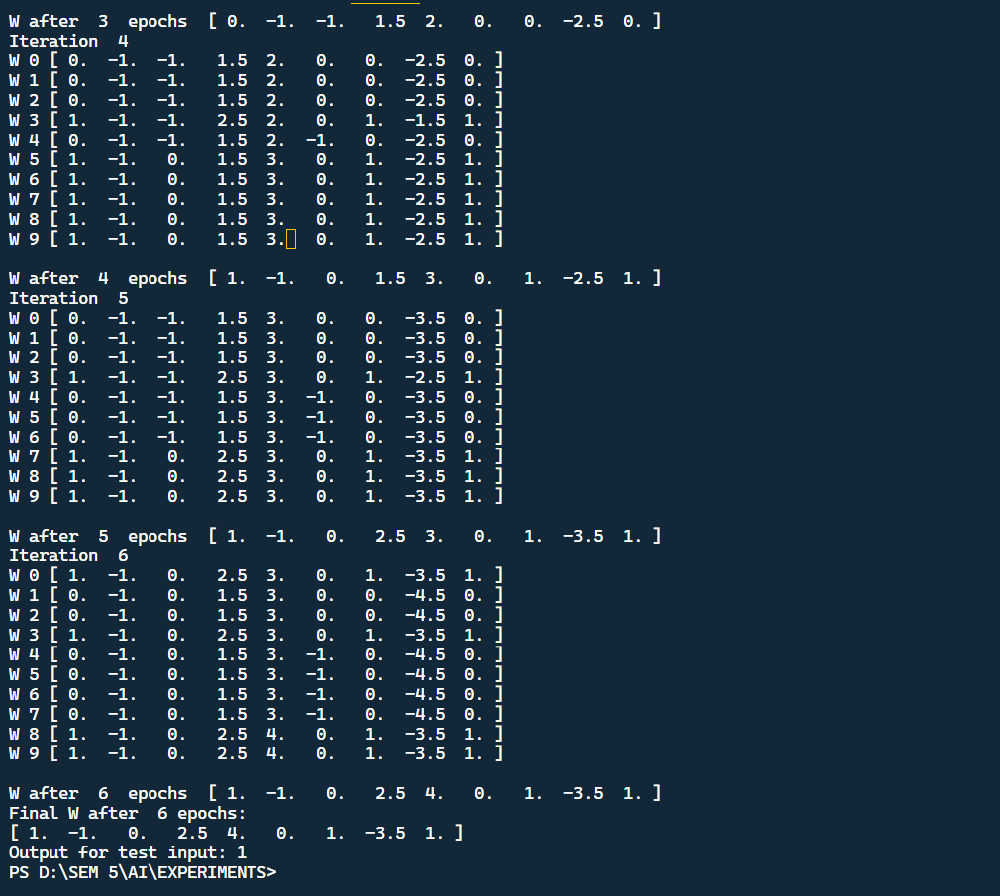 W after  3  epochs  [ 0.  -1.  -1.   1.5  2.   0.   0.  -2.5  0. ]
Iteration  4
W 0 [ 0.  -1.  -1.   1.5  2.   0.   0.  -2.5  0. ]
W 1 [ 0.  -1.  -1.   1.5  2.   0.   0.  -2.5  0. ]
W 2 [ 0.  -1.  -1.   1.5  2.   0.   0.  -2.5  0. ]
W 3 [ 1.  -1.  -1.   2.5  2.   0.   1.  -1.5  1. ]
W 4 [ 0.  -1.  -1.   1.5  2.  -1.   0.  -2.5  0. ]
W 5 [ 1.  -1.   0.   1.5  3.   0.   1.  -2.5  1. ]
W 6 [ 1.  -1.   0.   1.5  3.   0.   1.  -2.5  1. ]
W 7 [ 1.  -1.   0.   1.5  3.   0.   1.  -2.5  1. ]
W 8 [ 1.  -1.   0.   1.5  3.   0.   1.  -2.5  1. ]
W 9 [ 1.  -1.   0.   1.5  3.   0.   1.  -2.5  1. ]
W after  4  epochs  [ 1.  -1.   0.   1.5  3.   0.   1.  -2.5  1. ]
Iteration  5
W 0 [ 0.  -1.  -1.   1.5  3.   0.   0.  -3.5  0. ]
W 1 [ 0.  -1.  -1.   1.5  3.   0.   0.  -3.5  0. ]
W 2 [ 0.  -1.  -1.   1.5  3.   0.   0.  -3.5  0. ]
W 3 [ 1.  -1.  -1.   2.5  3.   0.   1.  -2.5  1. ]
W 4 [ 0.  -1.  -1.   1.5  3.  -1.   0.  -3.5  0. ]
W 5 [ 0.  -1.  -1.   1.5  3.  -1.   0.  -3.5  0. ]
W 6 [ 0.  -1.  -1.   1.5  3.  -1.   0.  -3.5  0. ]
W 7 [ 1.  -1.   0.   2.5  3.   0.   1.  -3.5  1. ]
W 8 [ 1.  -1.   0.   2.5  3.   0.   1.  -3.5  1. ]
W 9 [ 1.  -1.   0.   2.5  3.   0.   1.  -3.5  1. ]
W after  5  epochs  [ 1.  -1.   0.   2.5  3.   0.   1.  -3.5  1. ]
Iteration  6
W 0 [ 1.  -1.   0.   2.5  3.   0.   1.  -3.5  1. ]
W 1 [ 0.  -1.   0.   1.5  3.   0.   0.  -4.5  0. ]
W 2 [ 0.  -1.   0.   1.5  3.   0.   0.  -4.5  0. ]
W 3 [ 1.  -1.   0.   2.5  3.   0.   1.  -3.5  1. ]
W 4 [ 0.  -1.   0.   1.5  3.  -1.   0.  -4.5  0. ]
W 5 [ 0.  -1.   0.   1.5  3.  -1.   0.  -4.5  0. ]
W 6 [ 0.  -1.   0.   1.5  3.  -1.   0.  -4.5  0. ]
W 7 [ 0.  -1.   0.   1.5  3.  -1.   0.  -4.5  0. ]
W 8 [ 1.  -1.   0.   2.5  4.   0.   1.  -3.5  1. ]
W 9 [ 1.  -1.   0.   2.5  4.   0.   1.  -3.5  1. ]
W after  6  epochs  [ 1.  -1.   0.   2.5  4.   0.   1.  -3.5  1. ]
Final W after  6 epochs:
[ 1.  -1.   0.   2.5  4.   0.   1.  -3.5  1. ]
Output for test input: 1
PS D:\SEM 5\AI\EXPERIMENTS>